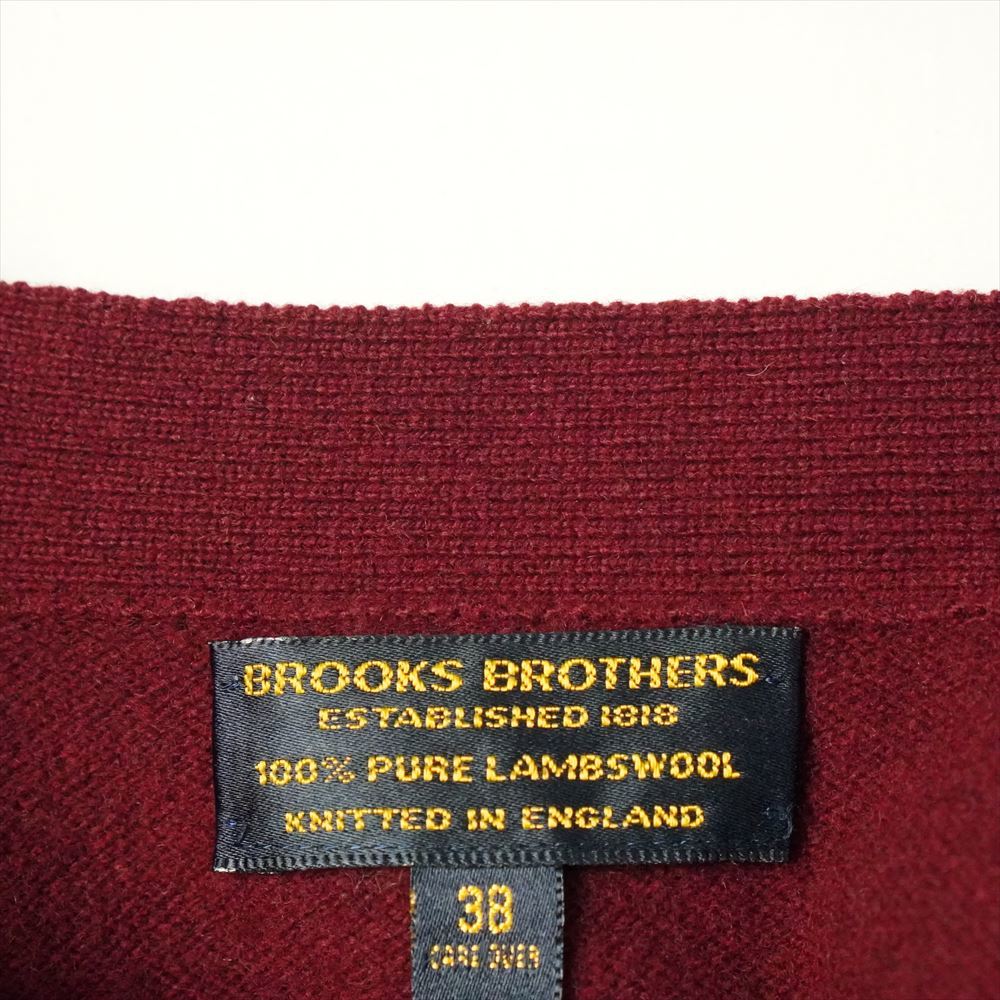 BROOKS BROTHERS
ESTABLISHED 1818
100% PURE LAMBSWOOL
KNITTED IN ENGLAND
38
CARE OVER